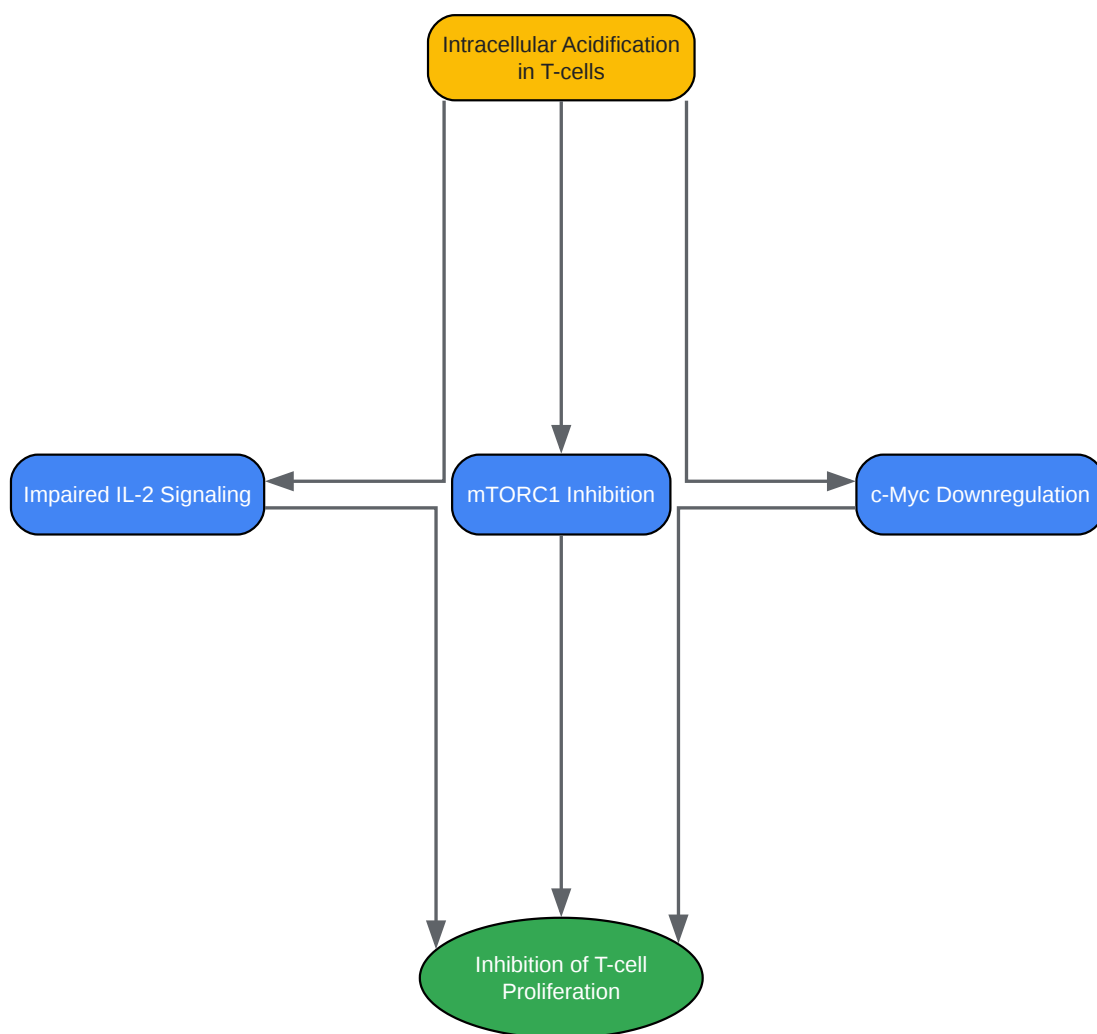 Intracellular Acidification
in T-cells
Impaired IL-2 Signaling
mTORC1 Inhibition
c-Myc Downregulation
Inhibition of T-cell
Proliferation